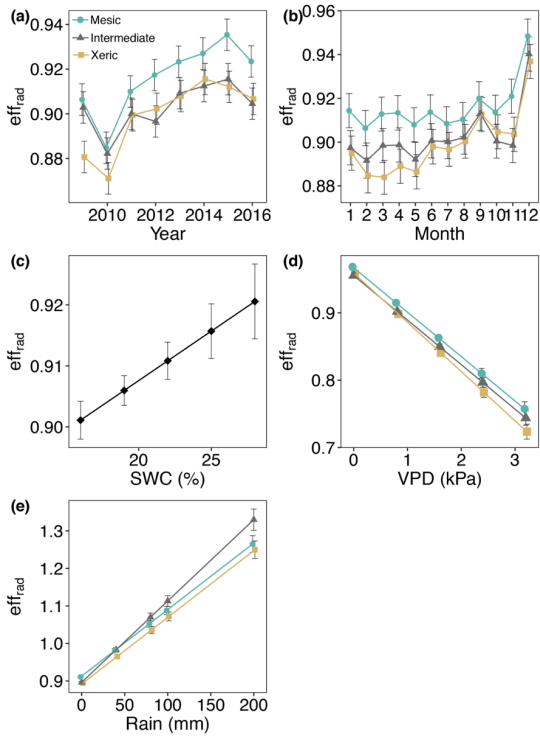 (a)
0.94
0.92
0.90
0.88
eff_rad
Mesic
Intermediate
Xeric
2010 2012 2014 2016
Year
(b)
0.96
0.94
0.92
0.90
0.88
eff_rad
1 2 3 4 5 6 7 8 9 10 11 12
Month
(c)
0.92
0.91
0.90
eff_rad
20 25
SWC (%)
(d)
0.9
0.8
0.7
eff_rad
0 1 2 3
VPD (kPa)
(e)
1.3
1.2
1.1
1.0
0.9
eff_rad
0 50 100 150 200
Rain (mm)